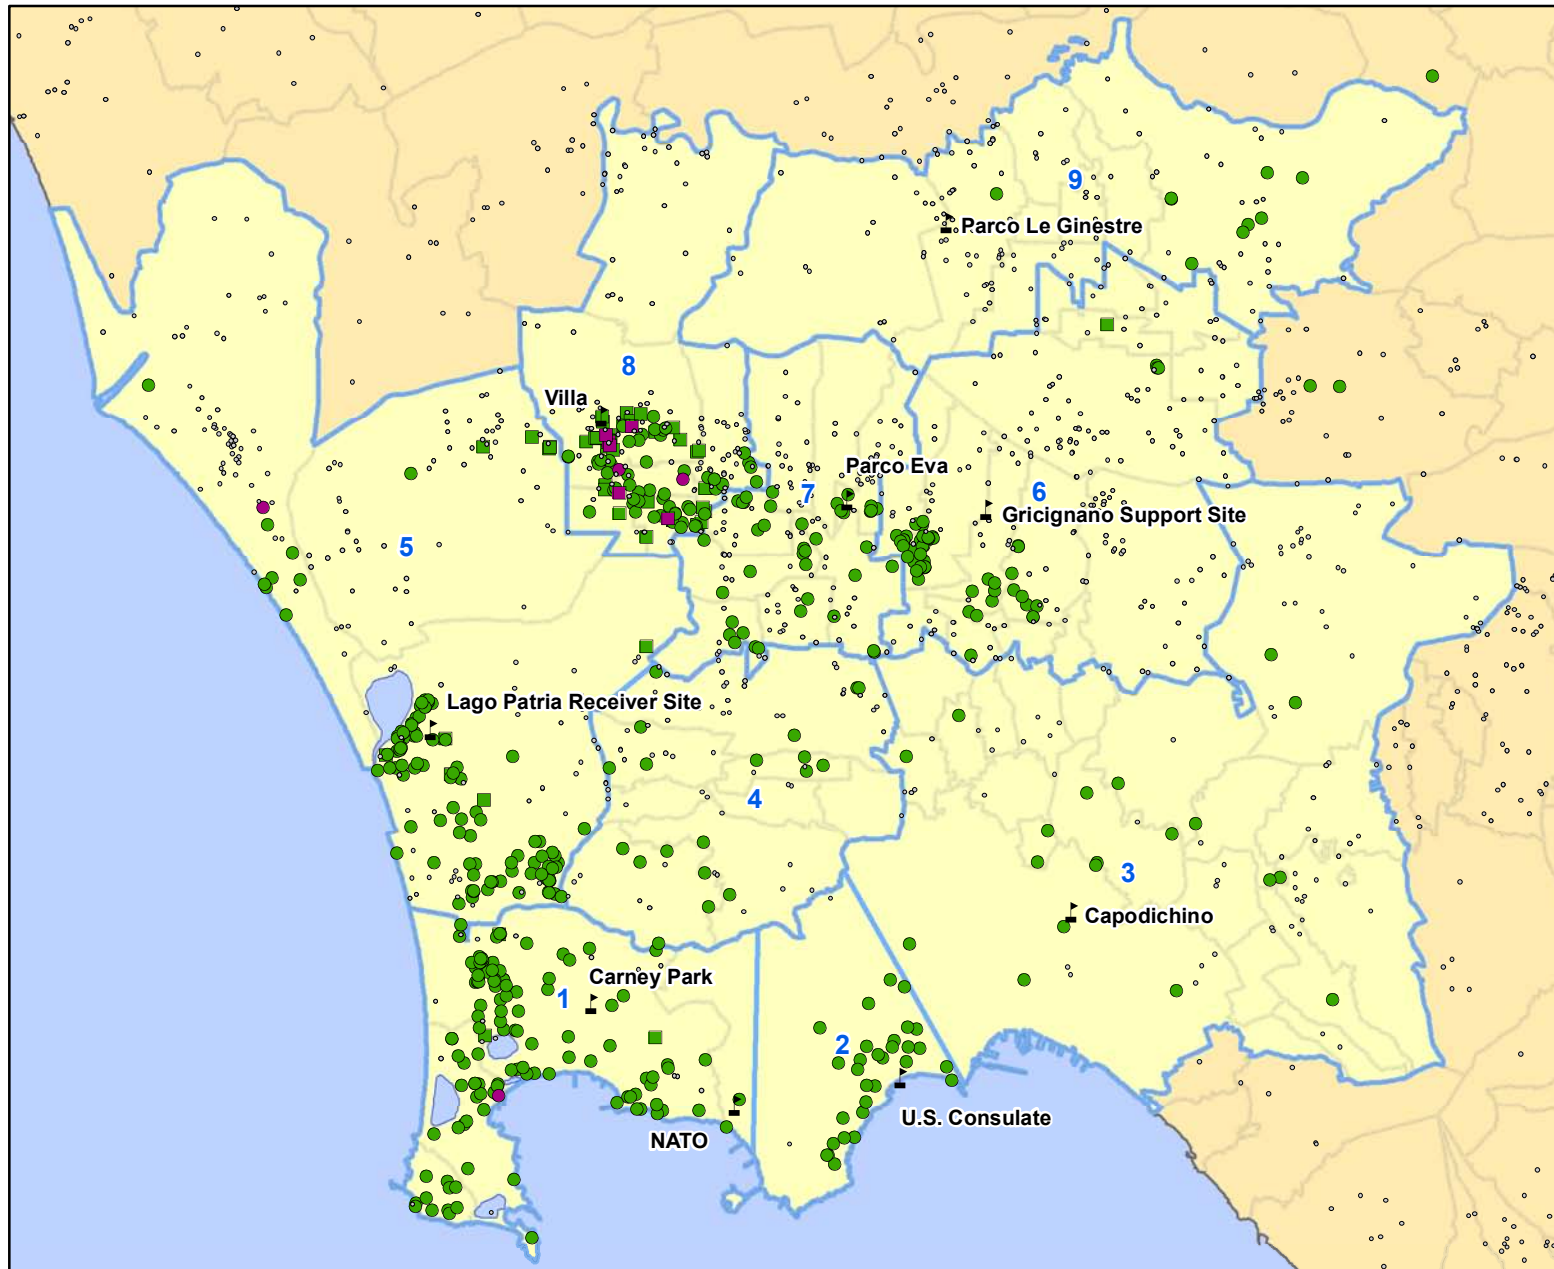 9
Parco Le Ginestre
8
Villa
Parco Eva
7
6
Gricignano Support Site
5
Lago Patria Receiver Site
4
3
Capodichino
Carney Park
1
2
U.S. Consulate
NATO